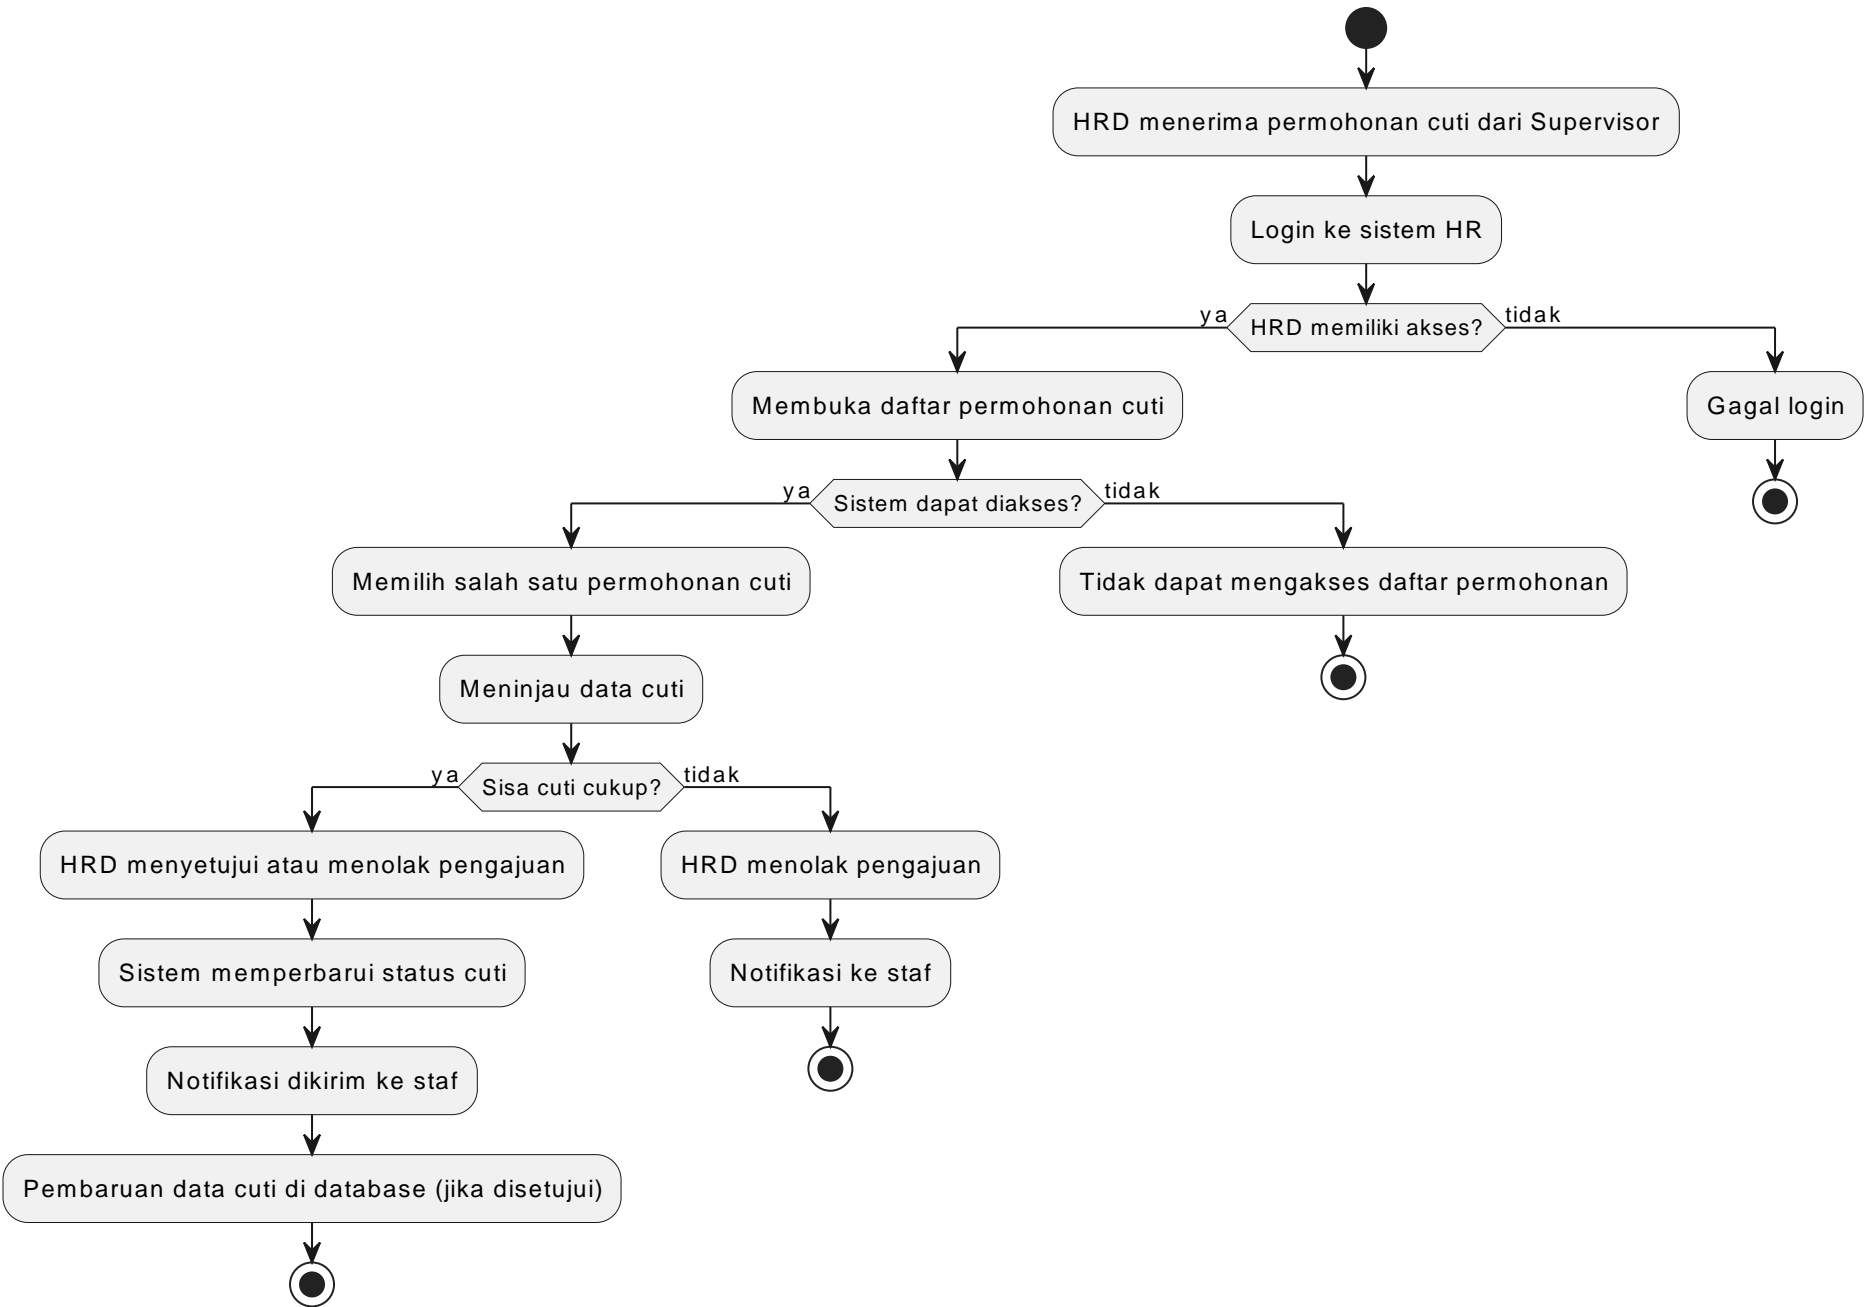 HRD menerima permohonan cuti dari Supervisor
Login ke sistem HR
ya
HRD memiliki akses?
tidak
Membuka daftar permohonan cuti
Gagal login
ya
Sistem dapat diakses?
tidak
Memilih salah satu permohonan cuti
Tidak dapat mengakses daftar permohonan
Meninjau data cuti
ya
Sisa cuti cukup?
tidak
HRD menyetujui atau menolak pengajuan
HRD menolak pengajuan
Sistem memperbarui status cuti
Notifikasi ke staf
Notifikasi dikirim ke staf
Pembaruan data cuti di database (jika disetujui)